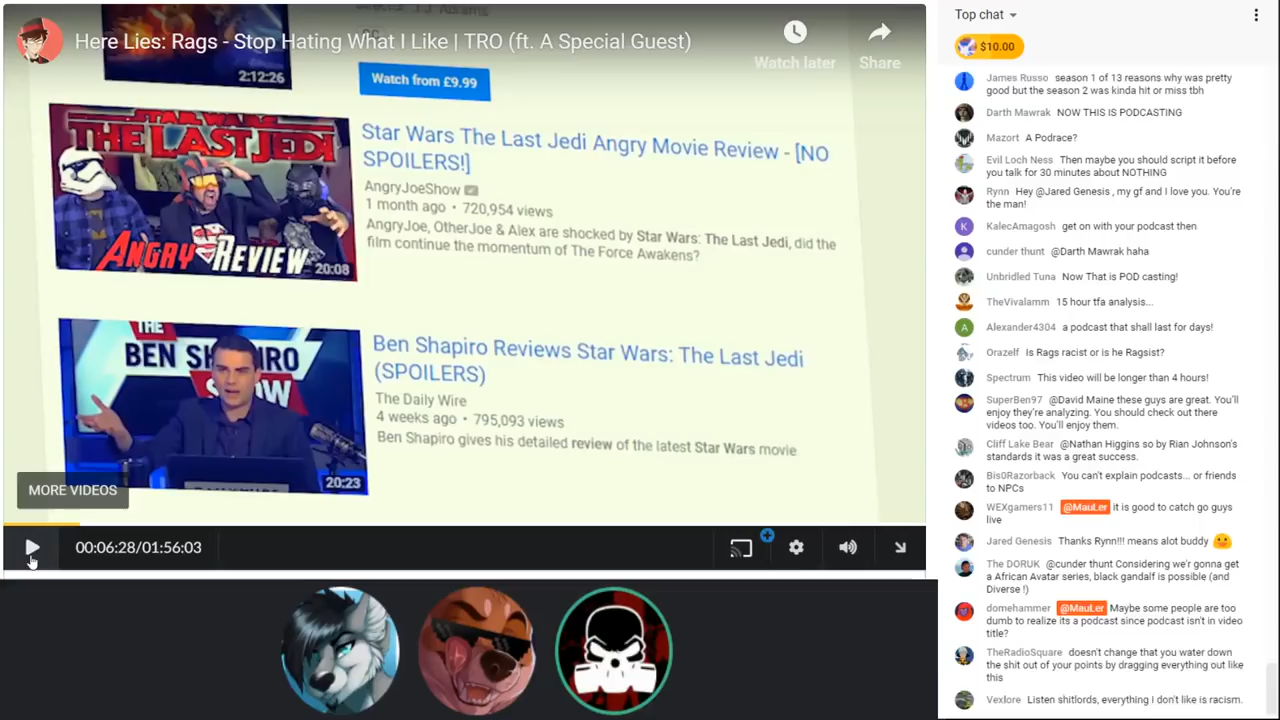 Here Lies: Rags - Stop Hating What I Like | TRO (ft. A Special Guest)
Watch later
Share
2:12:26
Watch from £9.99
STAR WARS
THE LAST JEDI
ANGRY REVIEW
20:08
Star Wars The Last Jedi Angry Movie Review - [NO
SPOILERS!]
AngryJoeShow
1 month ago • 720,954 views
AngryJoe, OtherJoe & Alex are shocked by Star Wars: The Last Jedi, did the
film continue the momentum of The Force Awakens?
THE
BEN SHAPIRO
SHOW
20:23
Ben Shapiro Reviews Star Wars: The Last Jedi
(SPOILERS)
The Daily Wire
4 weeks ago • 795,093 views
Ben Shapiro gives his detailed review of the latest Star Wars movie
MORE VIDEOS
00:06:28/01:56:03
Top chat
$10.00
James Russo season 1 of 13 reasons why was pretty
good but the season 2 was kinda hit or miss tbh
Darth Mawrak NOW THIS IS PODCASTING
Mazort A Podrace?
Evil Loch Ness Then maybe you should script it before
you talk for 30 minutes about NOTHING
Rynn Hey @Jared Genesis , my gf and I love you. You're
the man!
KalecAmagosh get on with your podcast then
cunder thunt @Darth Mawrak haha
Unbridled Tuna Now That is POD casting!
TheVivalamm 15 hour tfa analysis...
A
Alexander4304 a podcast that shall last for days!
Orazelf Is Rags racist or is he Ragsist?
Spectrum This video will be longer than 4 hours!
SuperBen97 @David Maine these guys are great. You'll
enjoy they're analyzing. You should check out there
videos too. You'll enjoy them.
Cliff Lake Bear @Nathan Higgins so by Rian Johnson's
standards it was a great success.
Bis0Razorback You can't explain podcasts... or friends
to NPCs
WEXgamers11 @MauLer it is good to catch go guys
live
Jared Genesis Thanks Rynn!!! means alot buddy
The DORUK @cunder thunt Considering we'r gonna get
a African Avatar series, black gandalf is possible (and
Diverse !)
domehammer @MauLer Maybe some people are too
dumb to realize its a podcast since podcast isn't in video
title?
TheRadioSquare doesn't change that you water down
the shit out of your points by dragging everything out like
this
Vexlore Listen shitlords, everything I don't like is racism.